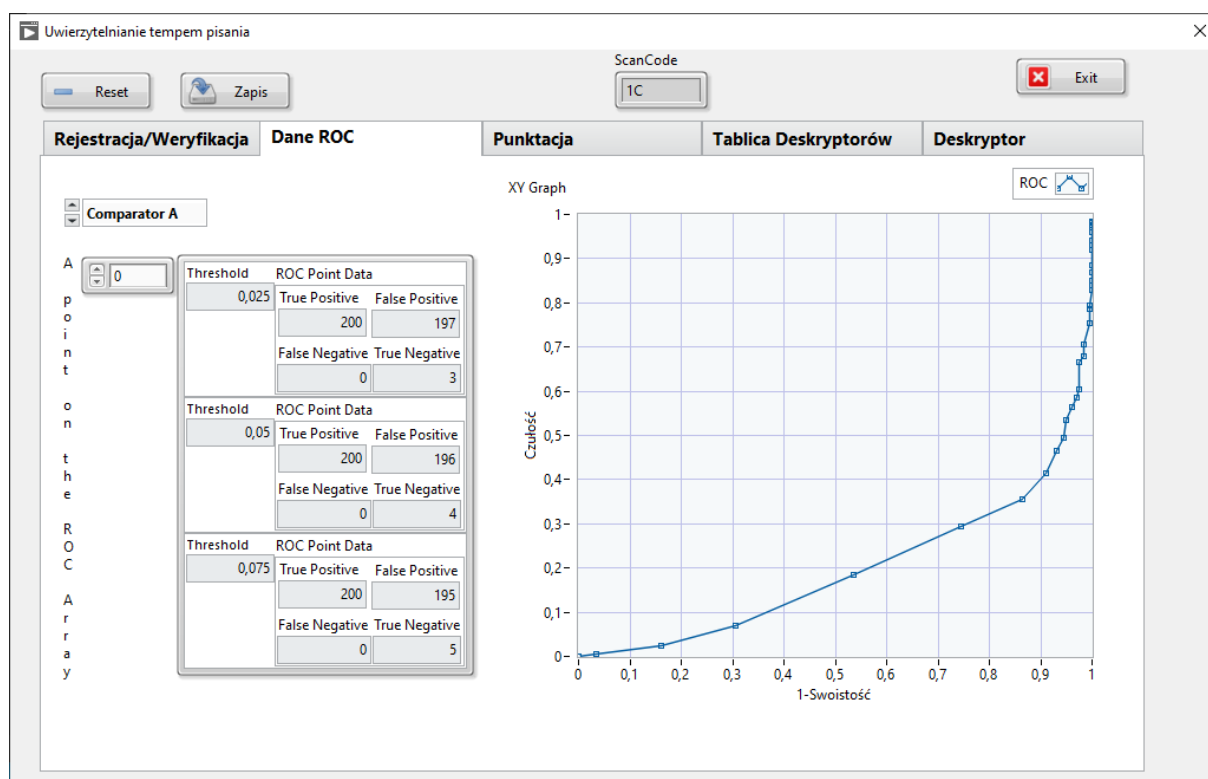 Uwierzytelnianie tempem pisania
Reset
Zapis
ScanCode
1C
Exit
Rejestracja/Weryfikacja
Dane ROC
Punktacja
Tablica Deskryptorów
Deskryptor
Comparator A
A point on the ROC Array
0
Threshold
0,025
ROC Point Data
True Positive
200
False Positive
197
False Negative
0
True Negative
3
Threshold
0,05
ROC Point Data
True Positive
200
False Positive
196
False Negative
0
True Negative
4
Threshold
0,075
ROC Point Data
True Positive
200
False Positive
195
False Negative
0
True Negative
5
XY Graph
ROC
Czułość
1
0,9
0,8
0,7
0,6
0,5
0,4
0,3
0,2
0,1
0
0 0,1 0,2 0,3 0,4 0,5 0,6 0,7 0,8 0,9 1
1-Swoistość